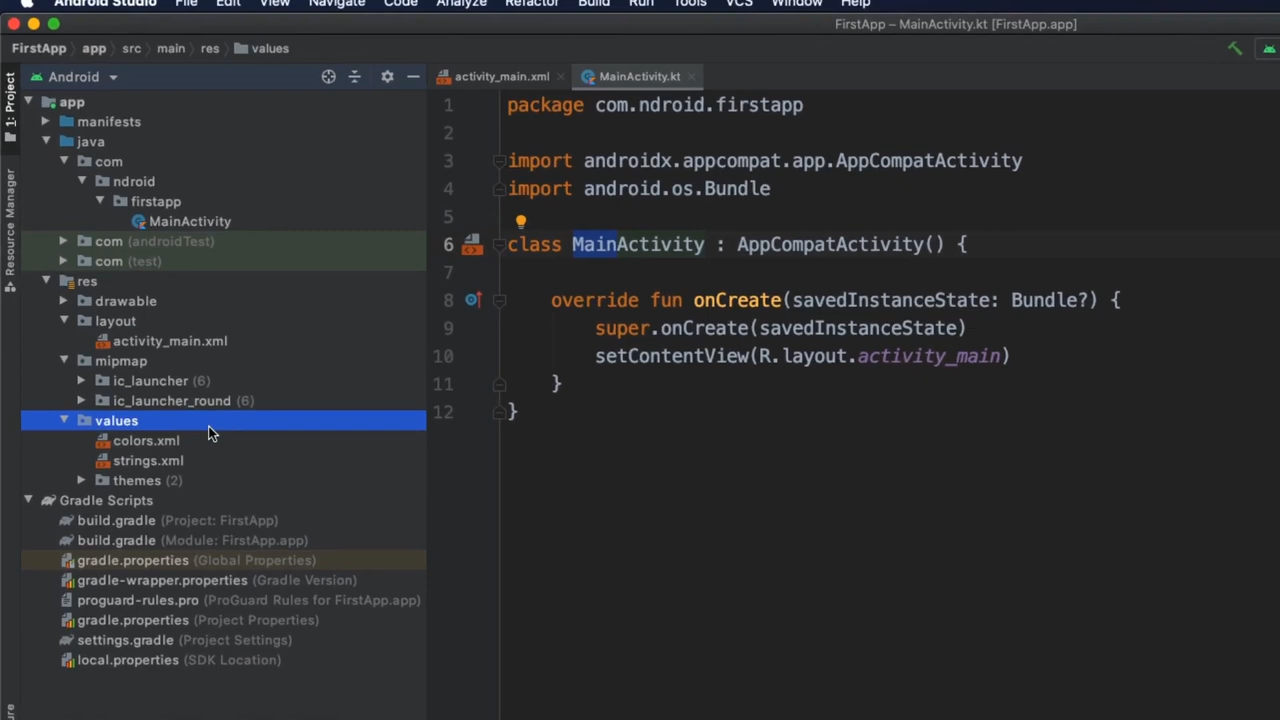 Android Studio File Edit View Navigate Code Analyze Refactor Build Run Tools VCS Window Help
FirstApp – MainActivity.kt [FirstApp.app]
FirstApp app src main res values
1: Project
Resource Manager
Android
app
manifests
java
com
ndroid
firstapp
MainActivity
com (androidTest)
com (test)
res
drawable
layout
activity_main.xml
mipmap
ic_launcher (6)
ic_launcher_round (6)
values
colors.xml
strings.xml
themes (2)
Gradle Scripts
build.gradle (Project: FirstApp)
build.gradle (Module: FirstApp.app)
gradle.properties (Global Properties)
gradle-wrapper.properties (Gradle Version)
proguard-rules.pro (ProGuard Rules for FirstApp.app)
gradle.properties (Project Properties)
settings.gradle (Project Settings)
local.properties (SDK Location)
activity_main.xml MainActivity.kt
1 package com.ndroid.firstapp
2
3 import androidx.appcompat.app.AppCompatActivity
4 import android.os.Bundle
5
6 class MainActivity : AppCompatActivity() {
7
8 override fun onCreate(savedInstanceState: Bundle?) {
9 super.onCreate(savedInstanceState)
10 setContentView(R.layout.activity_main)
11 }
12 }